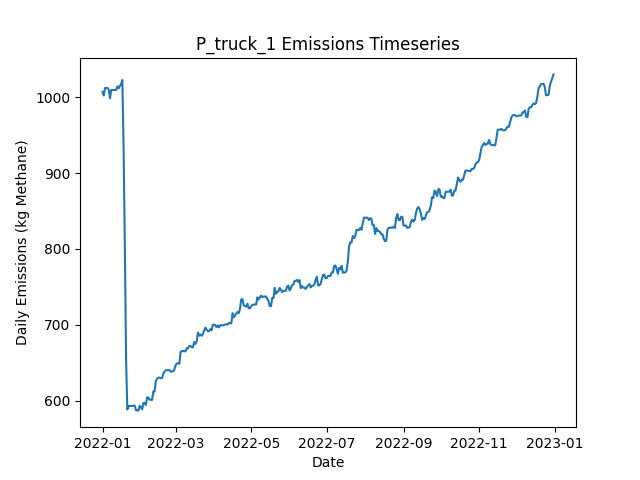 P_truck_1 Emissions Timeseries
Daily Emissions (kg Methane)
1000
900
800
700
600
2022-01 2022-03 2022-05 2022-07 2022-09 2022-11 2023-01
Date